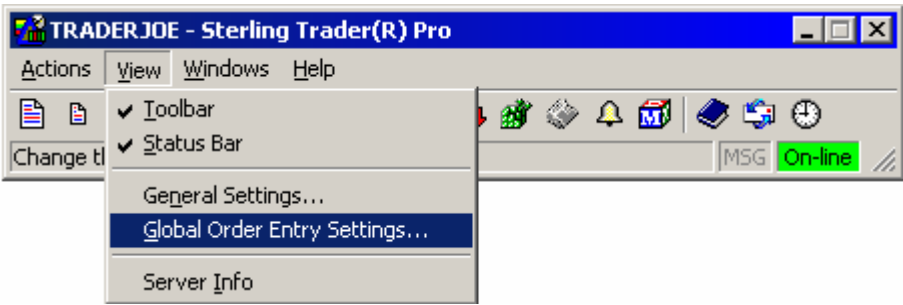 TRADERJOE - Sterling Trader(R) Pro
Actions View Windows Help
Toolbar
Status Bar
Change th
MSG On-line
General Settings...
Global Order Entry Settings...
Server Info